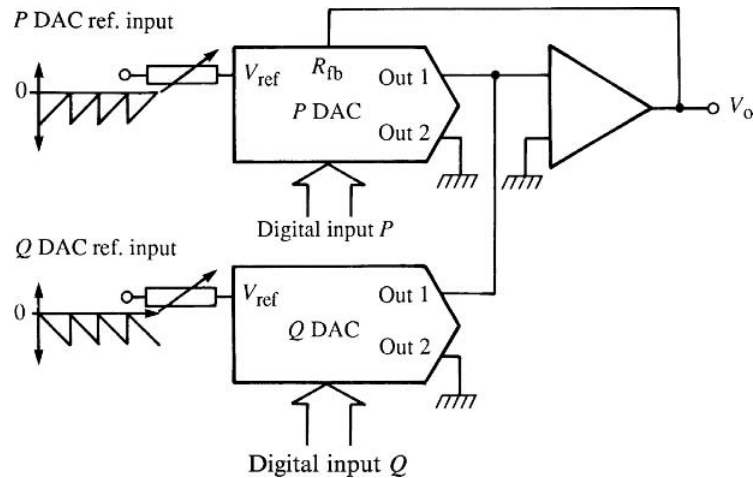 P DAC ref. input
0
V_ref
R_fb
Out 1
P DAC
Out 2
V_o
Digital input P
Q DAC ref. input
0
V_ref
Out 1
Q DAC
Out 2
Digital input Q